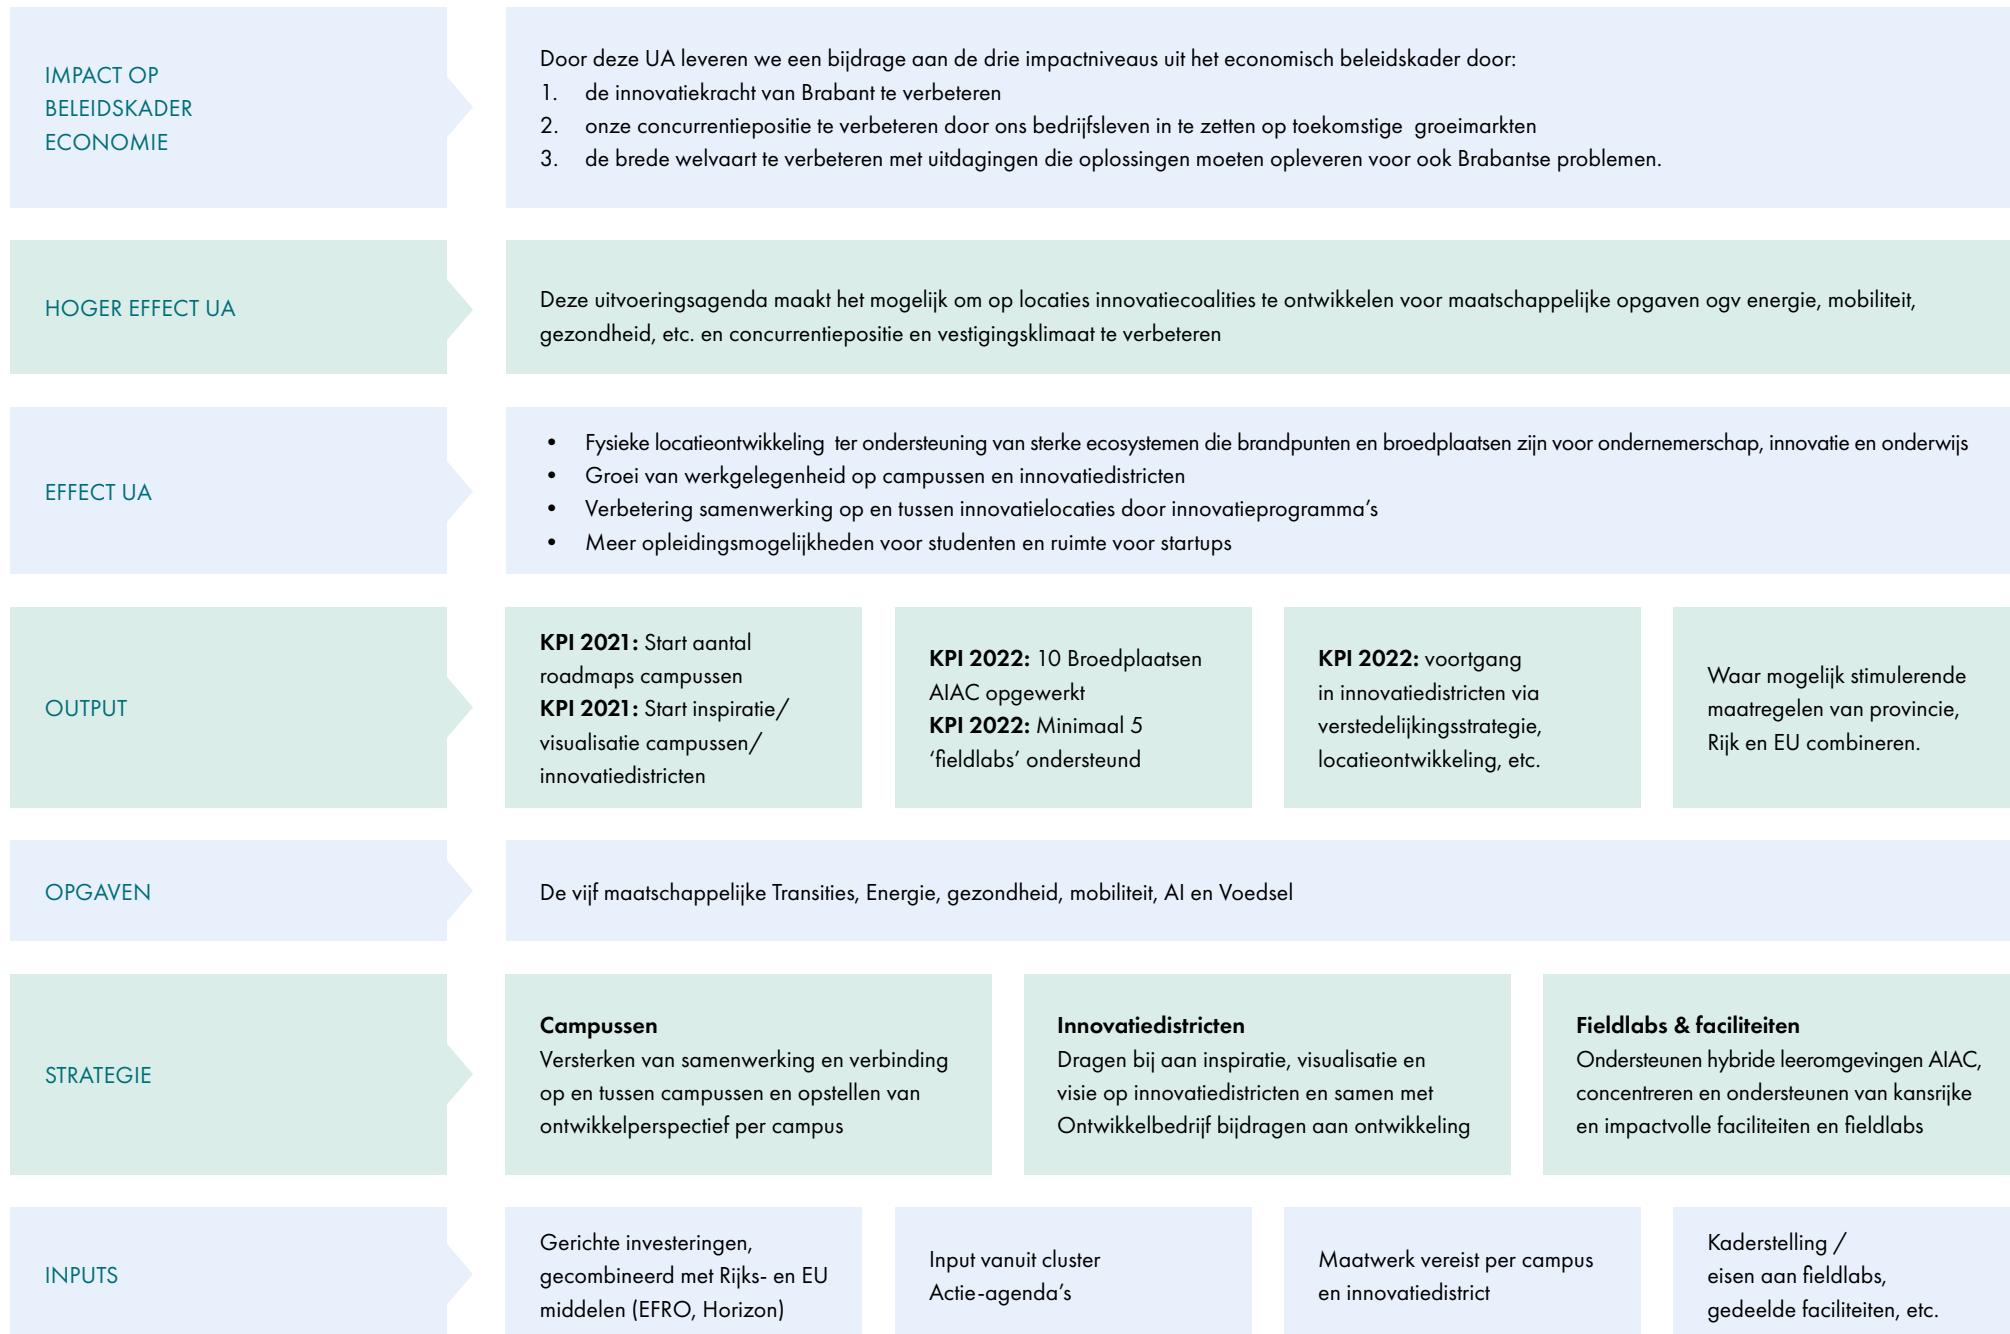 IMPACT OP
BELEIDSKADER
ECONOMIE
Door deze UA leveren we een bijdrage aan de drie impactniveaus uit het economisch beleidskader door:
1. de innovatiekracht van Brabant te verbeteren
2. onze concurrentiepositie te verbeteren door ons bedrijfsleven in te zetten op toekomstige groeimarkten
3. de brede welvaart te verbeteren met uitdagingen die oplossingen moeten opleveren voor ook Brabantse problemen.
HOGER EFFECT UA
Deze uitvoeringsagenda maakt het mogelijk om op locaties innovatiecoalities te ontwikkelen voor maatschappelijke opgaven ogv energie, mobiliteit,
gezondheid, etc. en concurrentiepositie en vestigingsklimaat te verbeteren
EFFECT UA
• Fysieke locatieontwikkeling ter ondersteuning van sterke ecosystemen die brandpunten en broedplaatsen zijn voor ondernemerschap, innovatie en onderwijs
• Groei van werkgelegenheid op campussen en innovatiedistricten
• Verbetering samenwerking op en tussen innovatielocaties door innovatieprogramma’s
• Meer opleidingsmogelijkheden voor studenten en ruimte voor startups
OUTPUT
KPI 2021: Start aantal
roadmaps campussen
KPI 2021: Start inspiratie/
visualisatie campussen/
innovatiedistricten
KPI 2022: 10 Broedplaatsen
AIAC opgewerkt
KPI 2022: Minimaal 5
‘fieldlabs’ ondersteund
KPI 2022: voortgang
in innovatiedistricten via
verstedelijkingsstrategie,
locatieontwikkeling, etc.
Waar mogelijk stimulerende
maatregelen van provincie,
Rijk en EU combineren.
OPGAVEN
De vijf maatschappelijke Transities, Energie, gezondheid, mobiliteit, AI en Voedsel
STRATEGIE
Campussen
Versterken van samenwerking en verbinding
op en tussen campussen en opstellen van
ontwikkelperspectief per campus
Innovatiedistricten
Dragen bij aan inspiratie, visualisatie en
visie op innovatiedistricten en samen met
Ontwikkelbedrijf bijdragen aan ontwikkeling
Fieldlabs & faciliteiten
Ondersteunen hybride leeromgevingen AIAC,
concentreren en ondersteunen van kansrijke
en impactvolle faciliteiten en fieldlabs
INPUTS
Gerichte investeringen,
gecombineerd met Rijks- en EU
middelen (EFRO, Horizon)
Input vanuit cluster
Actie-agenda’s
Maatwerk vereist per campus
en innovatiedistrict
Kaderstelling /
eisen aan fieldlabs,
gedeelde faciliteiten, etc.